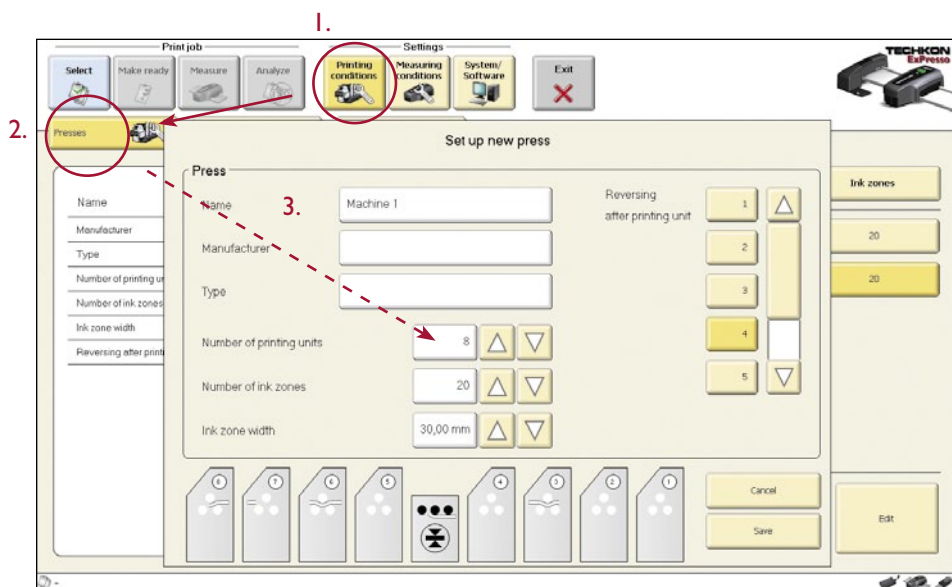 1.
Print job
Settings
Select
Make ready
Measure
Analyze
Printing
conditions
Measuring
conditions
System/
Software
Exit
TECHKON
ExPresso
2.
Presses
Set up new press
Press
Name
Machine 1
3.
Manufacturer
Type
Number of printing units
8
Number of ink zones
20
Ink zone width
30,00 mm
Reversing
after printing unit
1
2
3
4
5
Name
Manufacturer
Type
Number of printing un
Number of ink zones
Ink zone width
Reversing after print
Ink zones
20
20
8
7
6
5
4
3
2
1
Cancel
Save
Edit